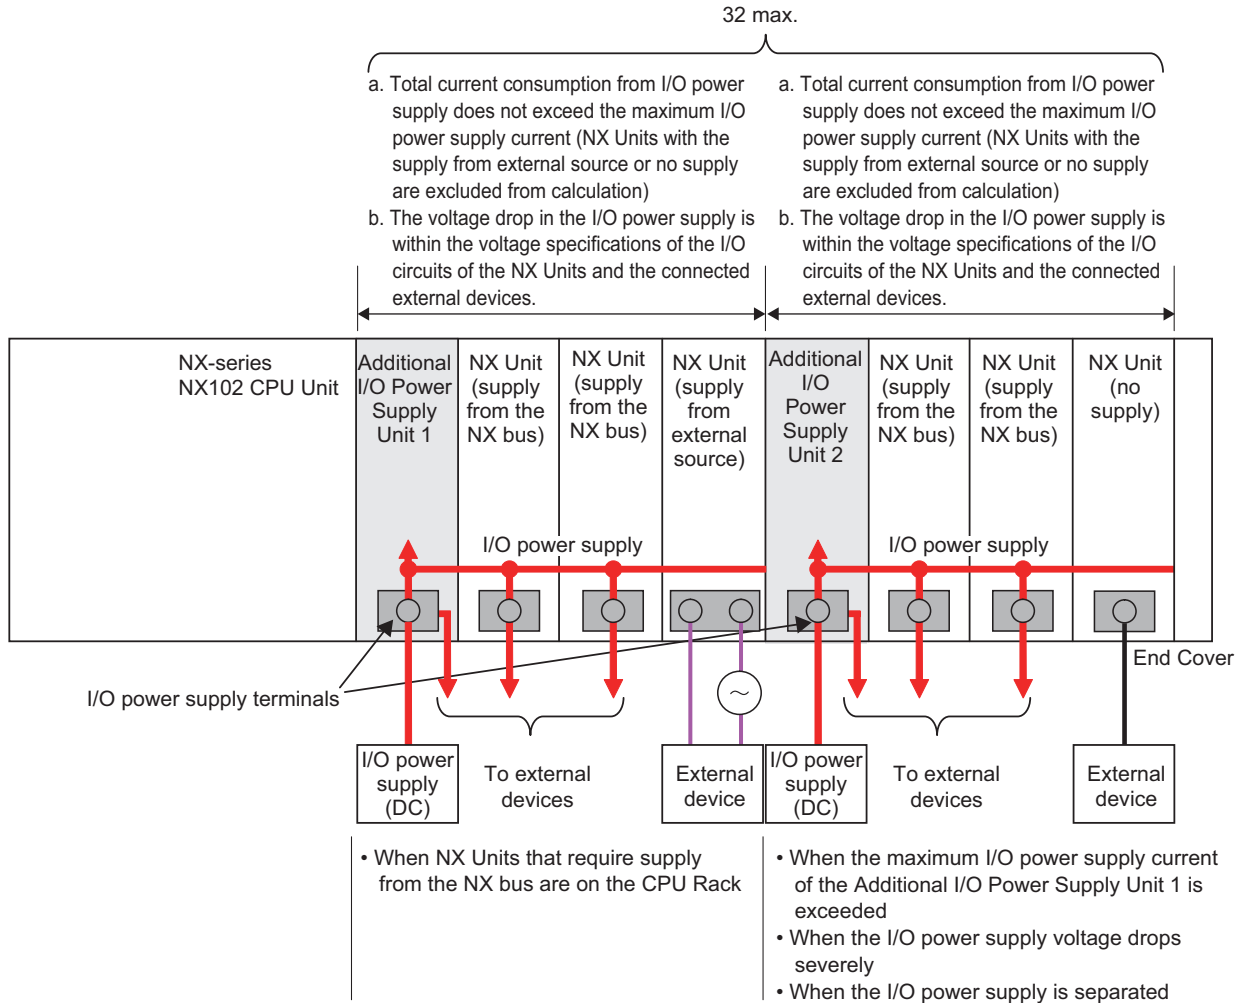 32 max.
a. Total current consumption from I/O power
supply does not exceed the maximum I/O
power supply current (NX Units with the
supply from external source or no supply
are excluded from calculation)
b. The voltage drop in the I/O power supply is
within the voltage specifications of the I/O
circuits of the NX Units and the connected
external devices.
a. Total current consumption from I/O power
supply does not exceed the maximum I/O
power supply current (NX Units with the
supply from external source or no supply
are excluded from calculation)
b. The voltage drop in the I/O power supply is
within the voltage specifications of the I/O
circuits of the NX Units and the connected
external devices.
NX-series
NX102 CPU Unit
Additional
I/O Power
Supply
Unit 1
NX Unit
(supply
from the
NX bus)
NX Unit
(supply
from the
NX bus)
NX Unit
(supply
from
external
source)
Additional
I/O
Power
Supply
Unit 2
NX Unit
(supply
from the
NX bus)
NX Unit
(supply
from the
NX bus)
NX Unit
(no
supply)
I/O power supply
I/O power supply
End Cover
I/O power supply terminals
I/O power
supply
(DC)
To external
devices
External
device
I/O power
supply
(DC)
To external
devices
External
device
• When NX Units that require supply
from the NX bus are on the CPU Rack
• When the maximum I/O power supply current
of the Additional I/O Power Supply Unit 1 is
exceeded
• When the I/O power supply voltage drops
severely
• When the I/O power supply is separated